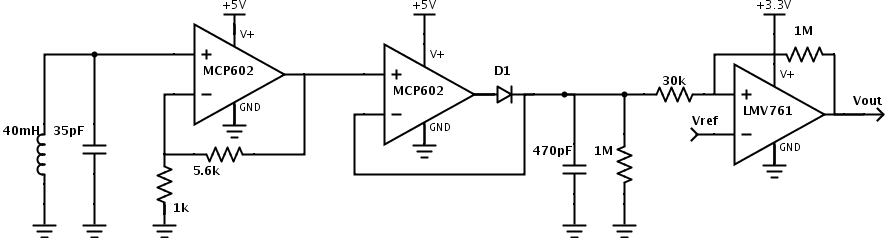 +5V
+5V
+3.3V
V+
1M
V+
MCP602
D1
V+
MCP602
30k
LMV761
GND
Vout
40mH
35pF
GND
Vref
GND
470pF
1M
5.6k
1k